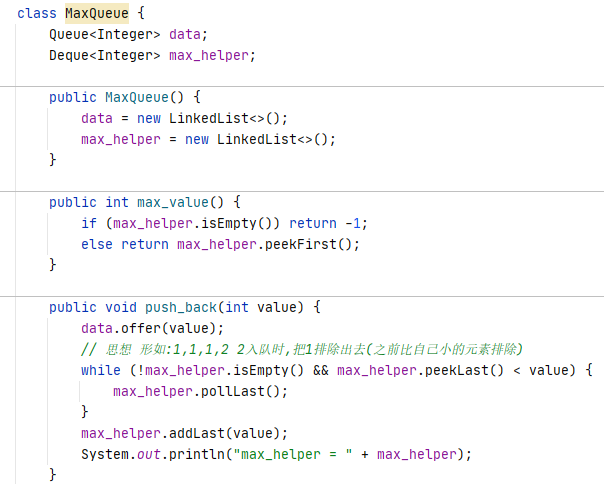 class MaxQueue {
    Queue<Integer> data;
    Deque<Integer> max_helper;
    public MaxQueue() {
        data = new LinkedList<>();
        max_helper = new LinkedList<>();
    }
    public int max_value() {
        if (max_helper.isEmpty()) return -1;
        else return max_helper.peekFirst();
    }
    public void push_back(int value) {
        data.offer(value);
        // 思想 形如:1,1,1,2 2入队时,把1排除出去(之前比自己小的元素排除)
        while (!max_helper.isEmpty() && max_helper.peekLast() < value) {
            max_helper.pollLast();
        }
        max_helper.addLast(value);
        System.out.println("max_helper = " + max_helper);
    }